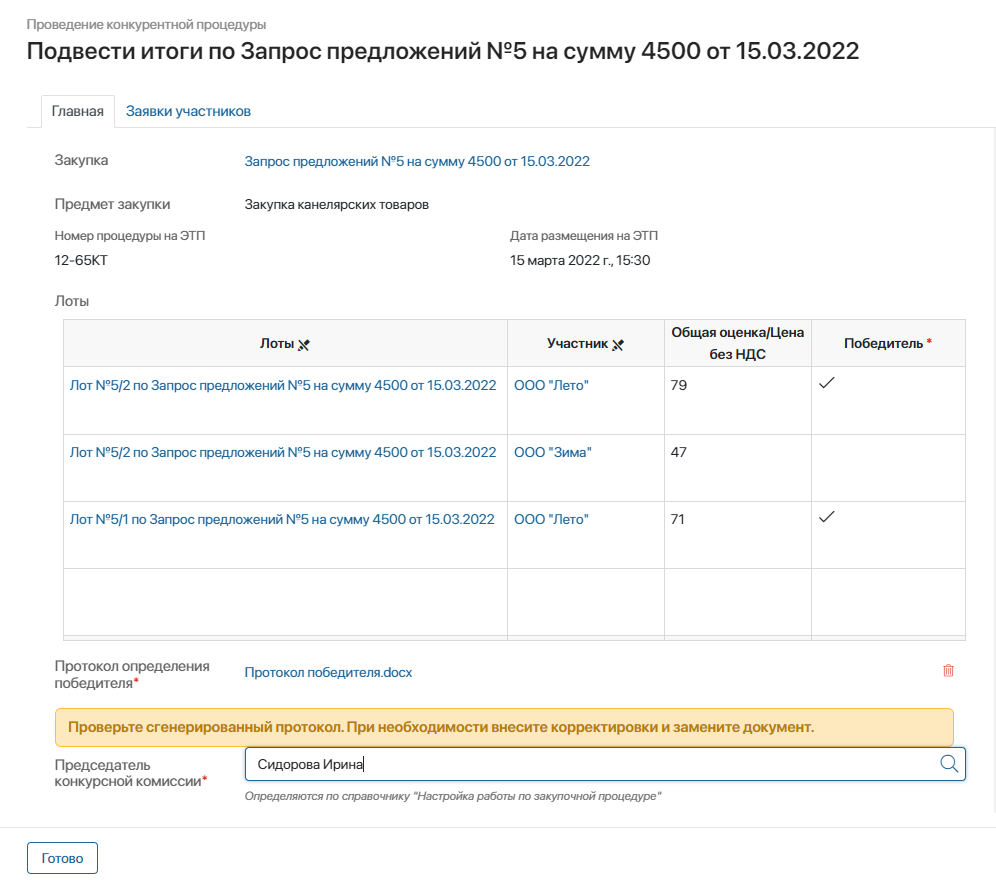 Проведение конкурентной процедуры
Подвести итоги по Запрос предложений №5 на сумму 4500 от 15.03.2022
Главная Заявки участников
Закупка Запрос предложений №5 на сумму 4500 от 15.03.2022
Предмет закупки Закупка канелярских товаров
Номер процедуры на ЭТП Дата размещения на ЭТП
12-65КТ 15 марта 2022 г., 15:30
Лоты
Лоты Участник Общая оценка/Цена без НДС Победитель *
Лот №5/2 по Запрос предложений №5 на сумму 4500 от 15.03.2022 ООО "Лето" 79
Лот №5/2 по Запрос предложений №5 на сумму 4500 от 15.03.2022 ООО "Зима" 47
Лот №5/1 по Запрос предложений №5 на сумму 4500 от 15.03.2022 ООО "Лето" 71
Протокол определения
победителя* Протокол победителя.docx
Проверьте сгенерированный протокол. При необходимости внесите корректировки и замените документ.
Председатель
конкурсной комиссии* Сидорова Ирина
Определяются по справочнику "Настройка работы по закупочной процедуре"
Готово